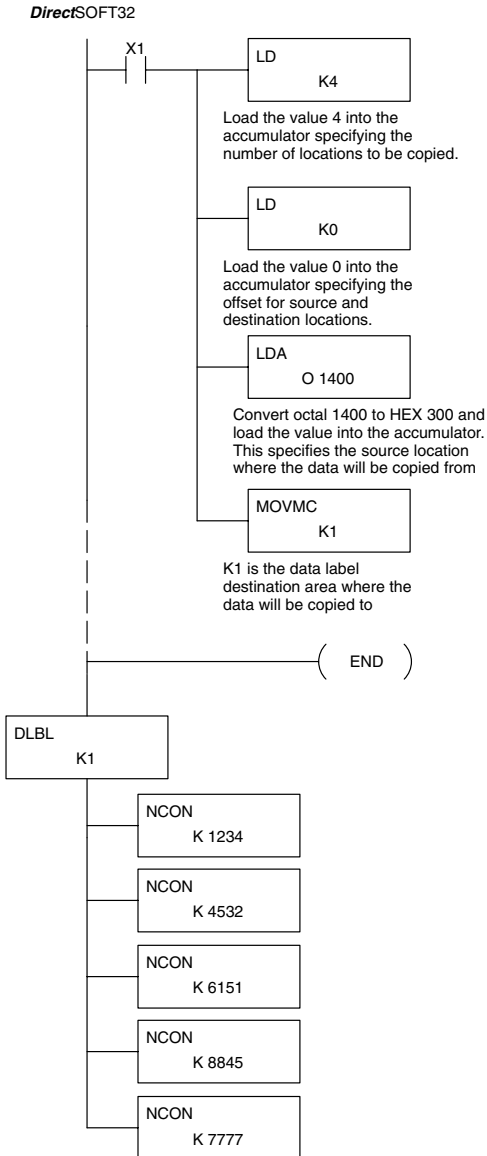 DirectSOFT32
X1
LD
K4
Load the value 4 into the
accumulator specifying the
number of locations to be copied.
LD
K0
Load the value 0 into the
accumulator specifying the
offset for source and
destination locations.
LDA
O 1400
Convert octal 1400 to HEX 300 and
load the value into the accumulator.
This specifies the source location
where the data will be copied from
MOVMC
K1
K1 is the data label
destination area where the
data will be copied to
END
DLBL
K1
NCON
K 1234
NCON
K 4532
NCON
K 6151
NCON
K 8845
NCON
K 7777